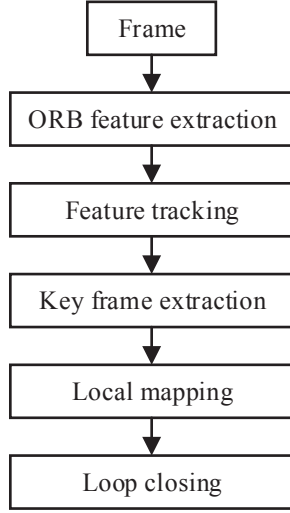 Frame
ORB feature extraction
Feature tracking
Key frame extraction
Local mapping
Loop closing